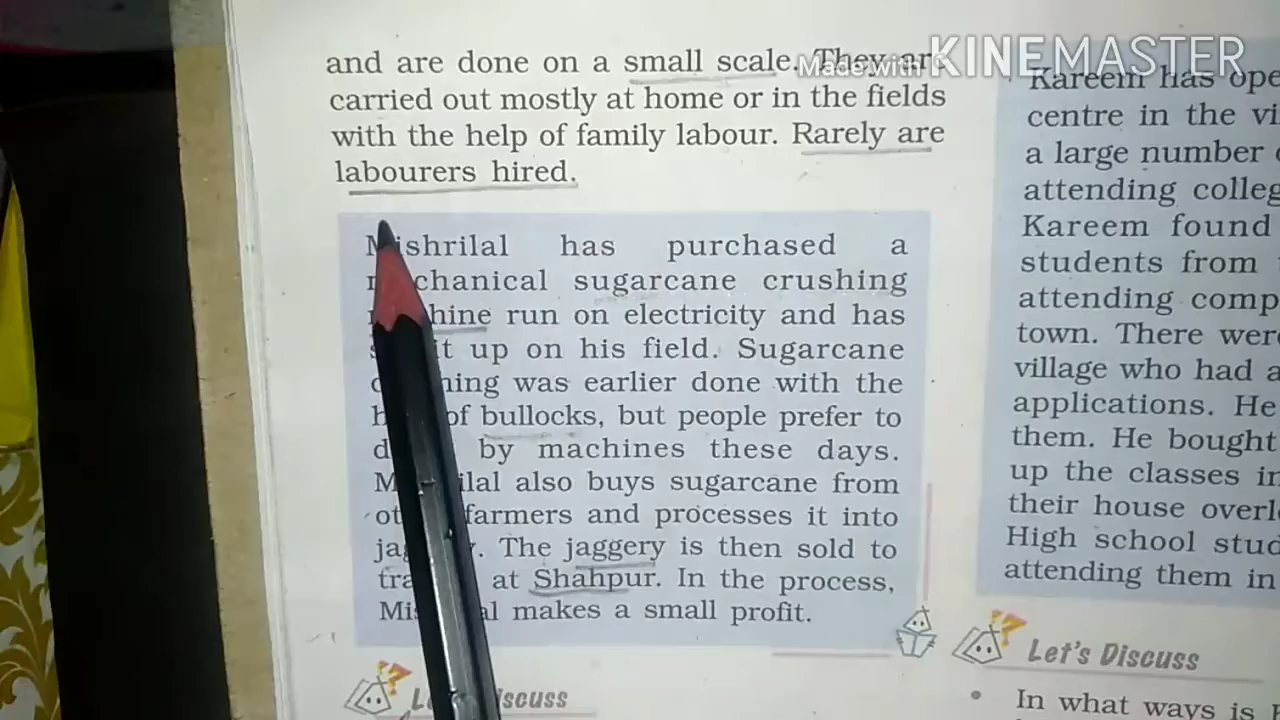 Made with KINEMASTER
and are done on a small scale. They are
carried out mostly at home or in the fields
with the help of family labour. Rarely are
labourers hired.
Mishrilal has purchased a
mechanical sugarcane crushing
machine run on electricity and has
set it up on his field. Sugarcane
crushing was earlier done with the
help of bullocks, but people prefer to
do it by machines these days.
Mishrilal also buys sugarcane from
other farmers and processes it into
jaggery. The jaggery is then sold to
traders at Shahpur. In the process,
Mishrilal makes a small profit.
Let's Discuss
Kareem has ope
centre in the vi
a large number
attending colleg
Kareem found
students from
attending comp
town. There wer
village who had a
applications. He
them. He bought
up the classes in
their house overl
High school stud
attending them in
Let's Discuss
• In what ways is